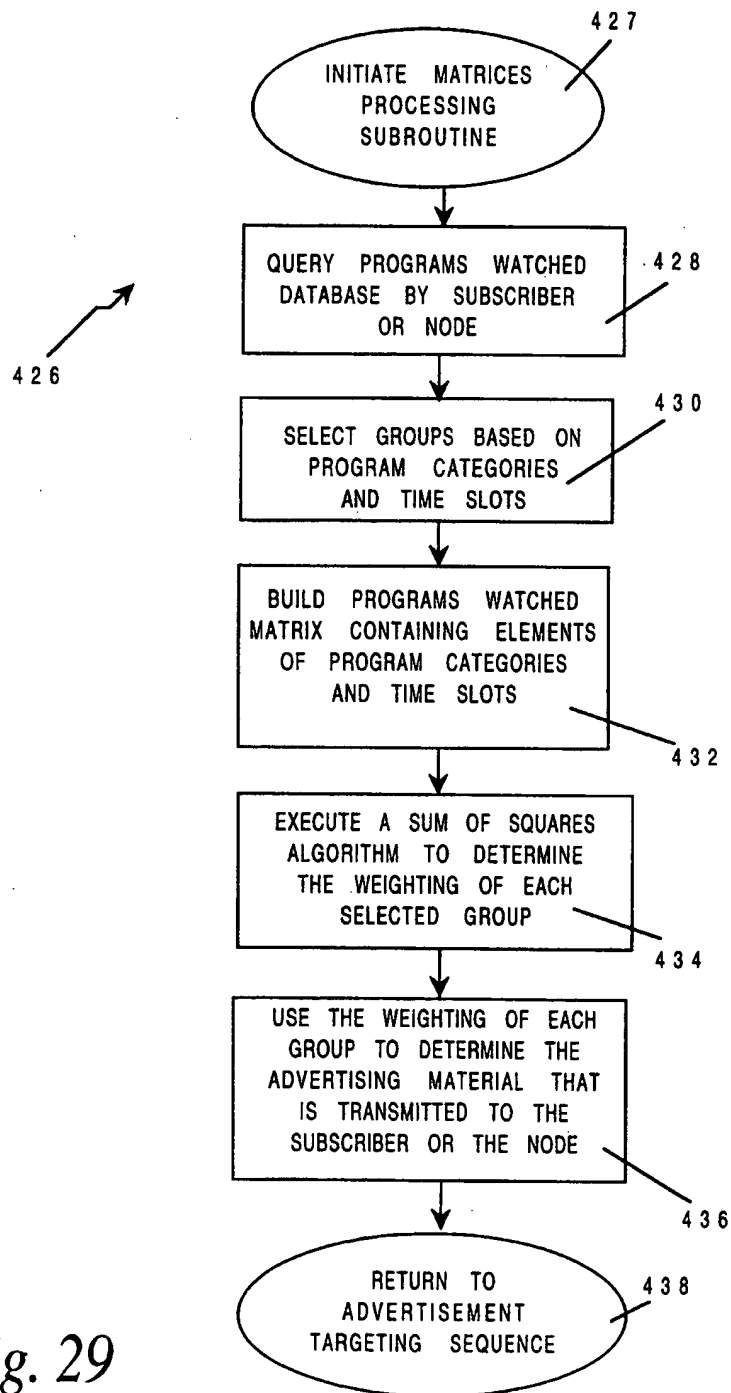 427
INITIATE MATRICES
PROCESSING
SUBROUTINE
QUERY PROGRAMS WATCHED
DATABASE BY SUBSCRIBER
OR NODE
428
426
SELECT GROUPS BASED ON
PROGRAM CATEGORIES
AND TIME SLOTS
430
BUILD PROGRAMS WATCHED
MATRIX CONTAINING ELEMENTS
OF PROGRAM CATEGORIES
AND TIME SLOTS
432
EXECUTE A SUM OF SQUARES
ALGORITHM TO DETERMINE
THE WEIGHTING OF EACH
SELECTED GROUP
434
USE THE WEIGHTING OF EACH
GROUP TO DETERMINE THE
ADVERTISING MATERIAL THAT
IS TRANSMITTED TO THE
SUBSCRIBER OR THE NODE
436
RETURN TO
ADVERTISEMENT
TARGETING SEQUENCE
438
g. 29